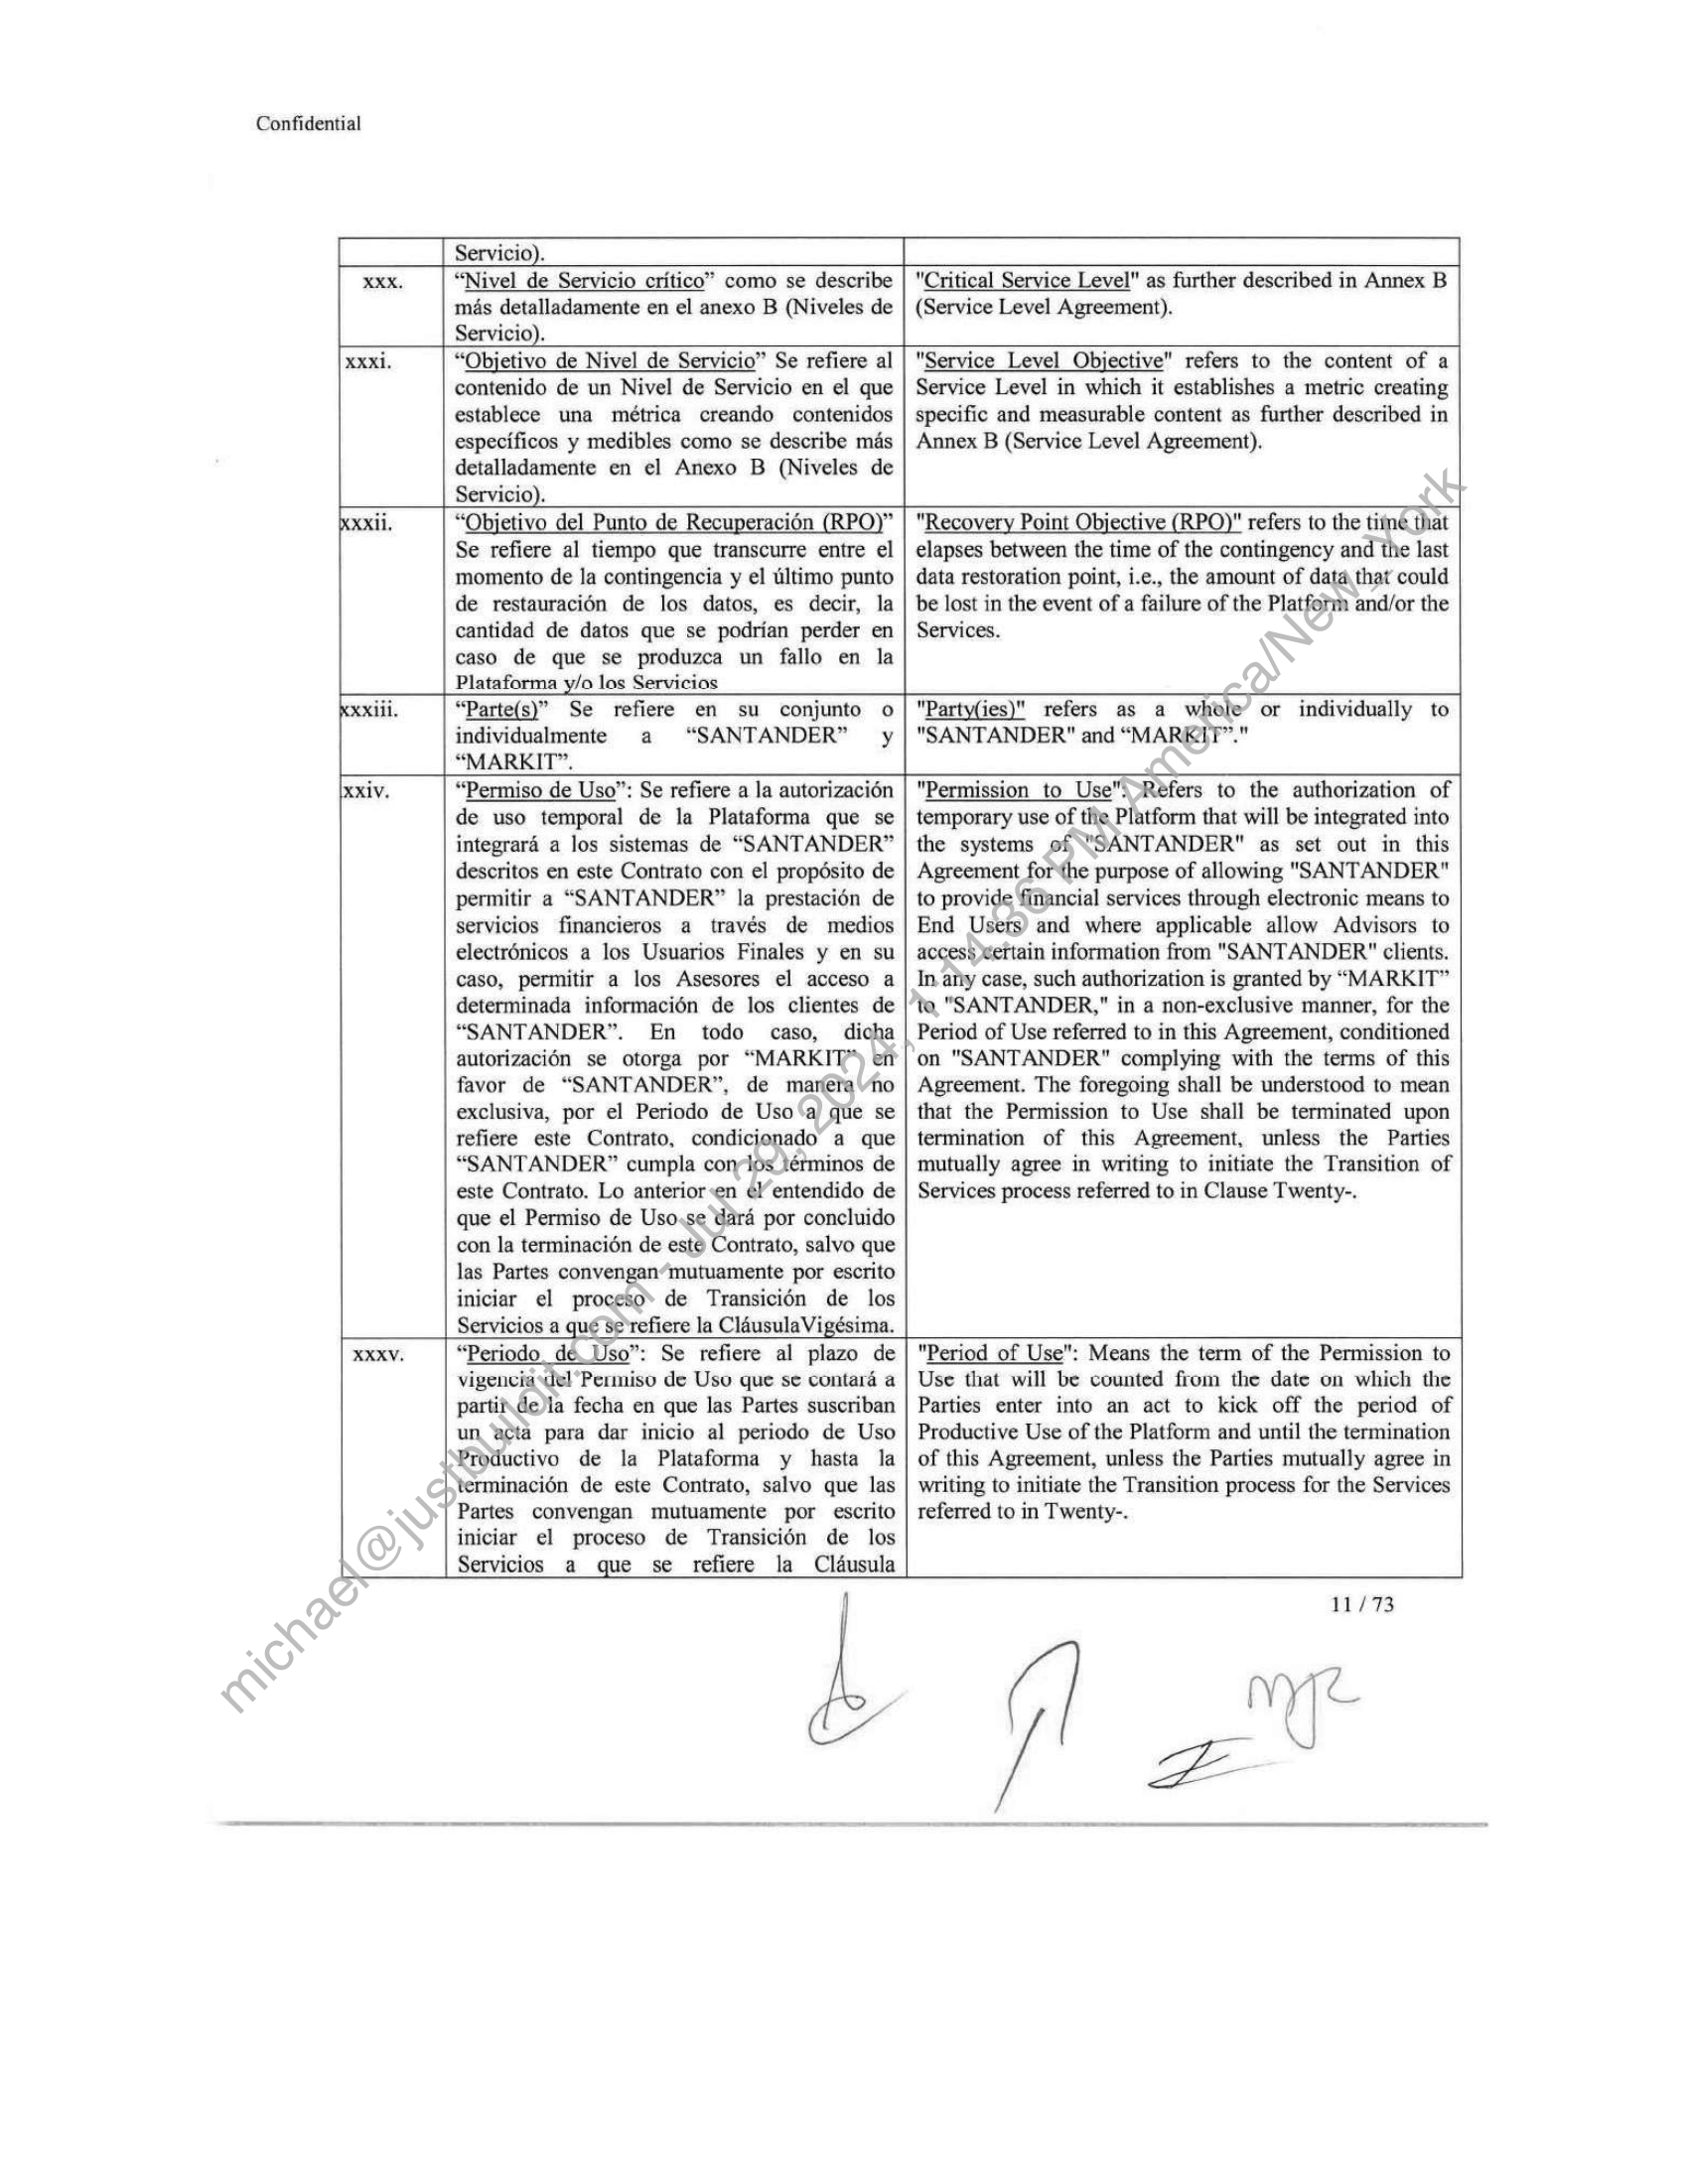 Confidential
Servicio).
xxx.
“Nivel de Servicio crítico” como se describe
más detalladamente en el anexo B (Niveles de
Servicio).
"Critical Service Level" as further described in Annex B
(Service Level Agreement).
xxxi.
“Objetivo de Nivel de Servicio” Se refiere al
contenido de un Nivel de Servicio en el que
establece una métrica creando contenidos
específicos y medibles como se describe más
detalladamente en el Anexo B (Niveles de
Servicio).
"Service Level Objective" refers to the content of a
Service Level in which it establishes a metric creating
specific and measurable content as further described in
Annex B (Service Level Agreement).
xxxii.
“Objetivo del Punto de Recuperación (RPO)”
Se refiere al tiempo que transcurre entre el
momento de la contingencia y el último punto
de restauración de los datos, es decir, la
cantidad de datos que se podrían perder en
caso de que se produzca un fallo en la
Plataforma y/o los Servicios
"Recovery Point Objective (RPO)" refers to the time that
elapses between the time of the contingency and the last
data restoration point, i.e., the amount of data that could
be lost in the event of a failure of the Platform and/or the
Services.
xxxiii.
“Parte(s)” Se refiere en su conjunto o
individualmente a “SANTANDER” y
“MARKIT”.
"Party(ies)" refers as a whole or individually to
"SANTANDER" and “MARKIT”."
xxiv.
“Permiso de Uso”: Se refiere a la autorización
de uso temporal de la Plataforma que se
integrará a los sistemas de “SANTANDER”
descritos en este Contrato con el propósito de
permitir a “SANTANDER” la prestación de
servicios financieros a través de medios
electrónicos a los Usuarios Finales y en su
caso, permitir a los Asesores el acceso a
determinada información de los clientes de
“SANTANDER”. En todo caso, dicha
autorización se otorga por “MARKIT” en
favor de “SANTANDER”, de manera no
exclusiva, por el Periodo de Uso a que se
refiere este Contrato, condicionado a que
“SANTANDER” cumpla con los términos de
este Contrato. Lo anterior en el entendido de
que el Permiso de Uso se dará por concluido
con la terminación de este Contrato, salvo que
las Partes convengan mutuamente por escrito
iniciar el proceso de Transición de los
Servicios a que se refiere la CláusulaVigésima.
"Permission to Use": Refers to the authorization of
temporary use of the Platform that will be integrated into
the systems of "SANTANDER" as set out in this
Agreement for the purpose of allowing "SANTANDER"
to provide financial services through electronic means to
End Users and where applicable allow Advisors to
access certain information from "SANTANDER" clients.
In any case, such authorization is granted by “MARKIT”
to "SANTANDER," in a non-exclusive manner, for the
Period of Use referred to in this Agreement, conditioned
on "SANTANDER" complying with the terms of this
Agreement. The foregoing shall be understood to mean
that the Permission to Use shall be terminated upon
termination of this Agreement, unless the Parties
mutually agree in writing to initiate the Transition of
Services process referred to in Clause Twenty-.
xxxv.
“Periodo de Uso”: Se refiere al plazo de
vigencia del Permiso de Uso que se contará a
partir de la fecha en que las Partes suscriban
un acta para dar inicio al periodo de Uso
Productivo de la Plataforma y hasta la
terminación de este Contrato, salvo que las
Partes convengan mutuamente por escrito
iniciar el proceso de Transición de los
Servicios a que se refiere la Cláusula
"Period of Use": Means the term of the Permission to
Use that will be counted from the date on which the
Parties enter into an act to kick off the period of
Productive Use of the Platform and until the termination
of this Agreement, unless the Parties mutually agree in
writing to initiate the Transition process for the Services
referred to in Twenty-.
11 / 73
michael@justbuildit.com - Jul 29, 2024, 1:14:36 PM America/New_York